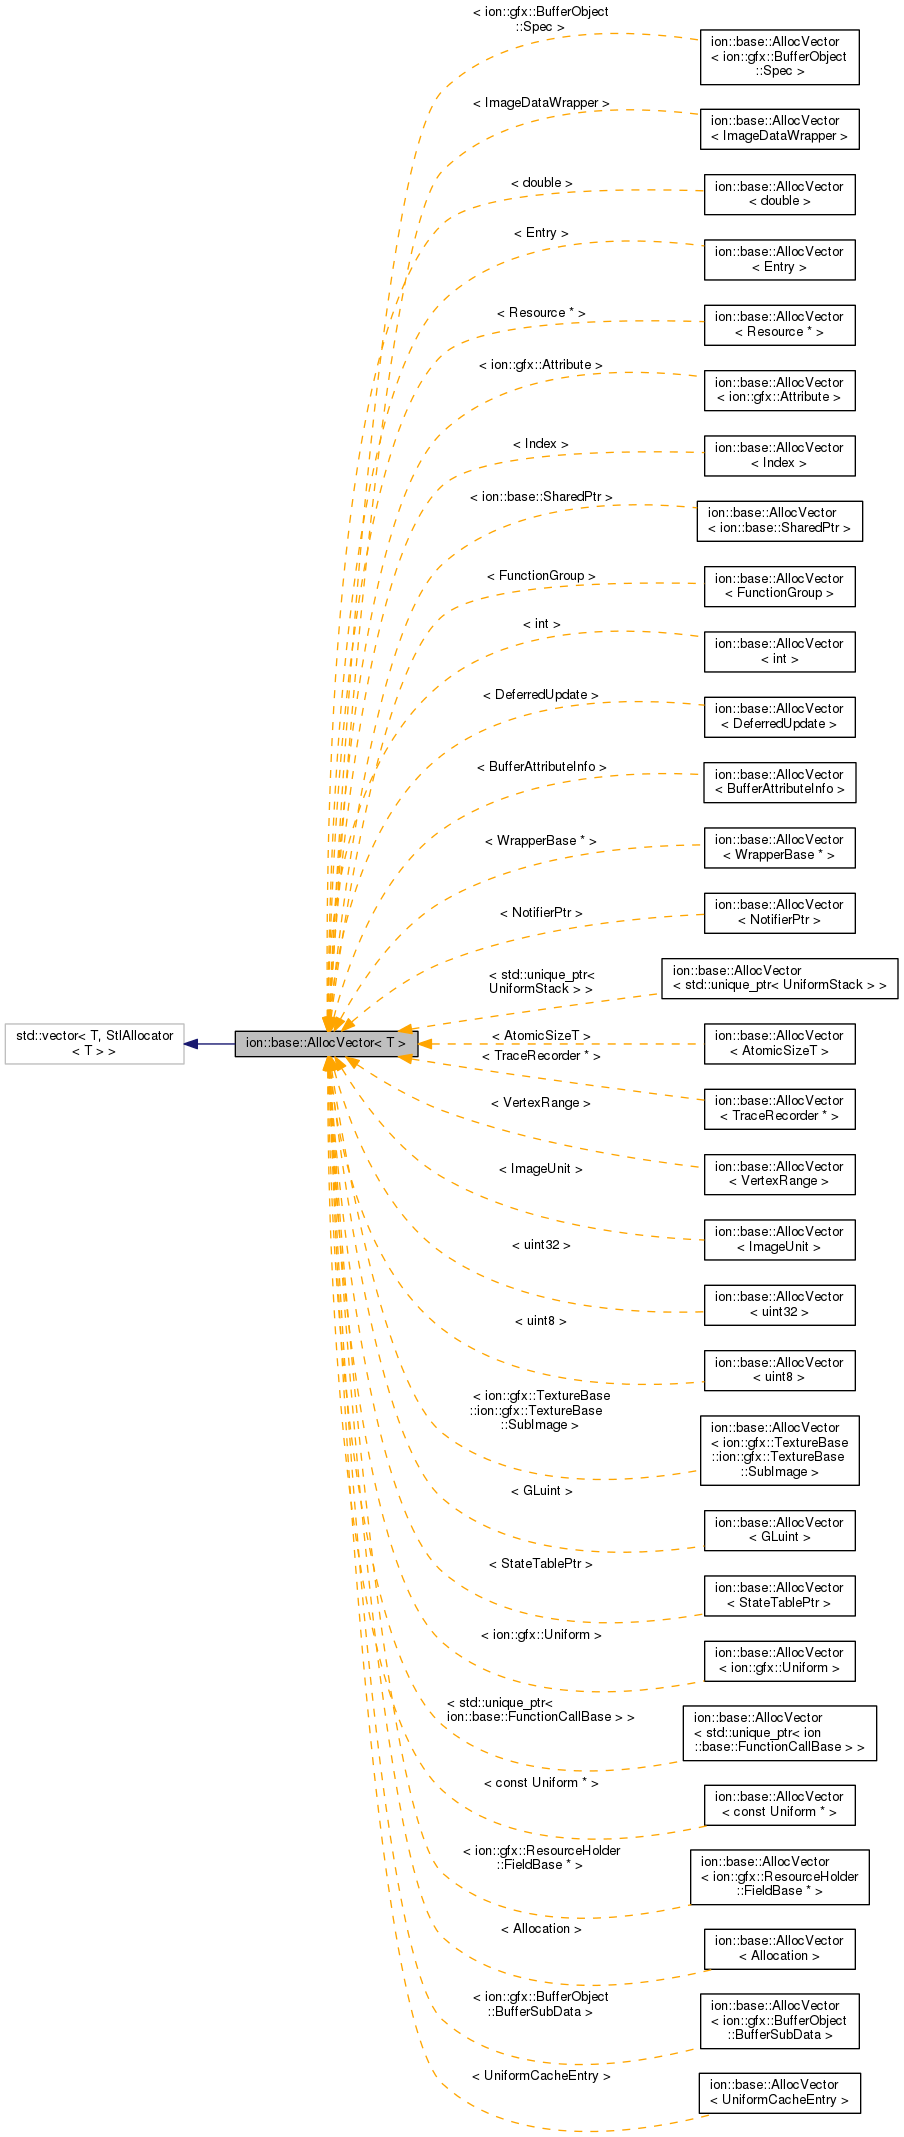 < ion::gfx::BufferObject
::Spec >
ion::base::AllocVector
< ion::gfx::BufferObject
::Spec >
< ImageDataWrapper >
ion::base::AllocVector
< ImageDataWrapper >
< double >
ion::base::AllocVector
< double >
< Entry >
ion::base::AllocVector
< Entry >
< Resource * >
ion::base::AllocVector
< Resource * >
< ion::gfx::Attribute >
ion::base::AllocVector
< ion::gfx::Attribute >
< Index >
ion::base::AllocVector
< Index >
< ion::base::SharedPtr >
ion::base::AllocVector
< ion::base::SharedPtr >
< FunctionGroup >
ion::base::AllocVector
< FunctionGroup >
< int >
ion::base::AllocVector
< int >
< DeferredUpdate >
ion::base::AllocVector
< DeferredUpdate >
< BufferAttributeInfo >
ion::base::AllocVector
< BufferAttributeInfo >
< WrapperBase * >
ion::base::AllocVector
< WrapperBase * >
< NotifierPtr >
ion::base::AllocVector
< NotifierPtr >
< std::unique_ptr<
UniformStack > >
ion::base::AllocVector
< std::unique_ptr< UniformStack > >
std::vector< T, StlAllocator
< T > >
ion::base::AllocVector< T >
< AtomicSizeT >
ion::base::AllocVector
< AtomicSizeT >
< TraceRecorder * >
ion::base::AllocVector
< TraceRecorder * >
< VertexRange >
ion::base::AllocVector
< VertexRange >
< ImageUnit >
ion::base::AllocVector
< ImageUnit >
< uint32 >
ion::base::AllocVector
< uint32 >
< uint8 >
ion::base::AllocVector
< uint8 >
< ion::gfx::TextureBase
::ion::gfx::TextureBase
::SubImage >
ion::base::AllocVector
< ion::gfx::TextureBase
::ion::gfx::TextureBase
::SubImage >
< GLuint >
ion::base::AllocVector
< GLuint >
< StateTablePtr >
ion::base::AllocVector
< StateTablePtr >
< ion::gfx::Uniform >
ion::base::AllocVector
< ion::gfx::Uniform >
< std::unique_ptr<
ion::base::FunctionCallBase > >
ion::base::AllocVector
< std::unique_ptr< ion
::base::FunctionCallBase > >
< const Uniform * >
ion::base::AllocVector
< const Uniform * >
< ion::gfx::ResourceHolder
::FieldBase * >
ion::base::AllocVector
< ion::gfx::ResourceHolder
::FieldBase * >
< Allocation >
ion::base::AllocVector
< Allocation >
< ion::gfx::BufferObject
::BufferSubData >
ion::base::AllocVector
< ion::gfx::BufferObject
::BufferSubData >
< UniformCacheEntry >
ion::base::AllocVector
< UniformCacheEntry >